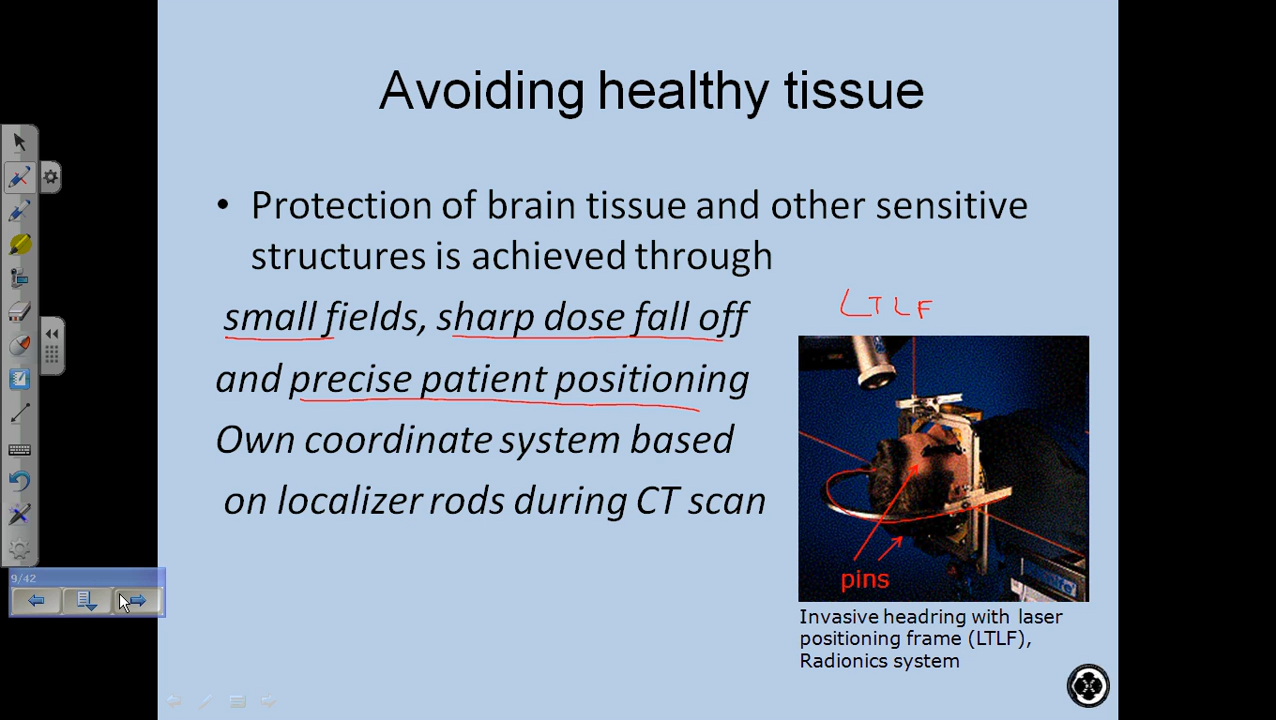 Avoiding healthy tissue
• Protection of brain tissue and other sensitive
structures is achieved through
small fields, sharp dose fall off
and precise patient positioning
Own coordinate system based
on localizer rods during CT scan
LTLF
pins
Invasive headring with laser
positioning frame (LTLF),
Radionics system
9/42